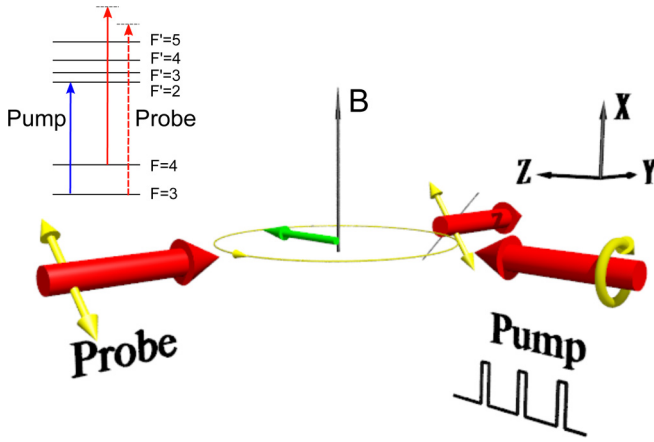 F'=5
F'=4
F'=3
F'=2
Pump
Probe
F=4
F=3
B
X
Z
Y
Z
Probe
Pump